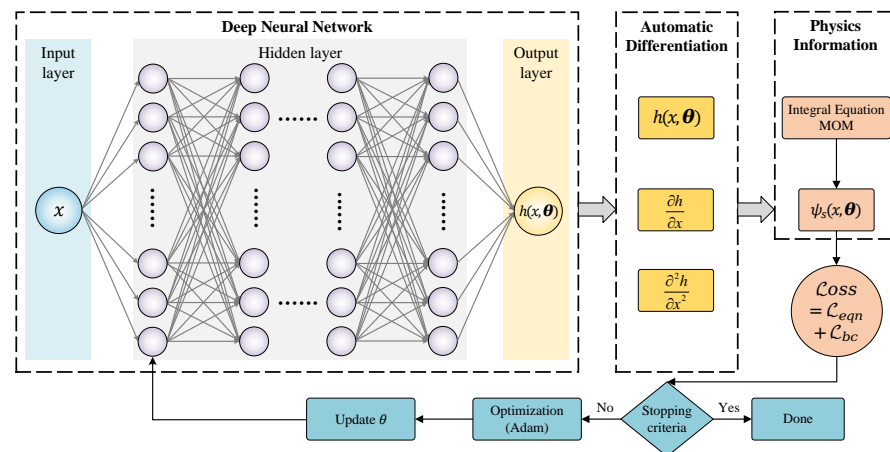 Deep Neural Network
Input
layer
Hidden layer
Output
layer
x
h(x,θ)
Automatic
Differentiation
h(x,θ)
∂h
∂x
∂²h
∂x²
Physics
Information
Integral Equation
MOM
ψₛ(x,θ)
ℒoss
= ℒeqn
+ ℒbc
Stopping
criteria
Yes
Done
No
Optimization
(Adam)
Update θ